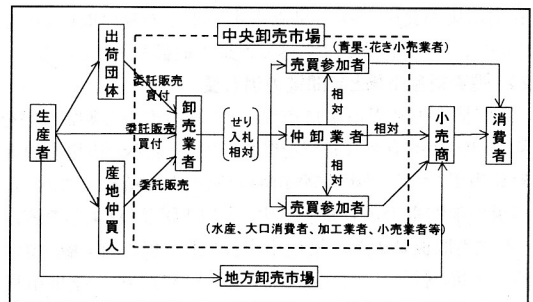 中央卸売市場
出荷団体
(青果・花き小売業者)
売買参加者
委託販売
買付
卸売業者
相対
生産者
委託販売
買付
せり
入札
相対
仲卸業者
相対
小売商
消費者
産地仲買人
委託販売
相対
売買参加者
(水産、大口消費者、加工業者、小売業者等)
地方卸売市場